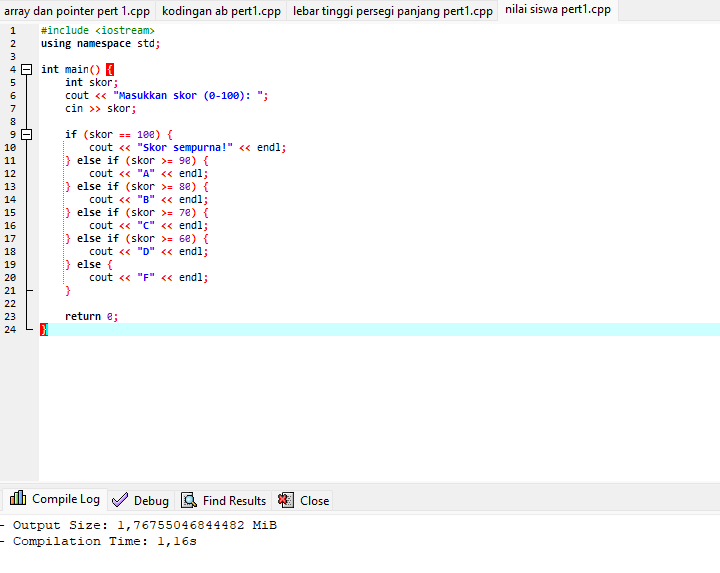 array dan pointer pert 1.cpp kodingan ab pert1.cpp lebar tinggi persegi panjang pert1.cpp nilai siswa pert1.cpp
1 #include <iostream>
2 using namespace std;
3
4 int main() {
5 int skor;
6 cout << "Masukkan skor (0-100): ";
7 cin >> skor;
8
9 if (skor == 100) {
10 cout << "Skor sempurna!" << endl;
11 } else if (skor >= 90) {
12 cout << "A" << endl;
13 } else if (skor >= 80) {
14 cout << "B" << endl;
15 } else if (skor >= 70) {
16 cout << "C" << endl;
17 } else if (skor >= 60) {
18 cout << "D" << endl;
19 } else {
20 cout << "F" << endl;
21 }
22
23 return 0;
24 }
Compile Log Debug Find Results Close
- Output Size: 1,76755046844482 MiB
- Compilation Time: 1,16s